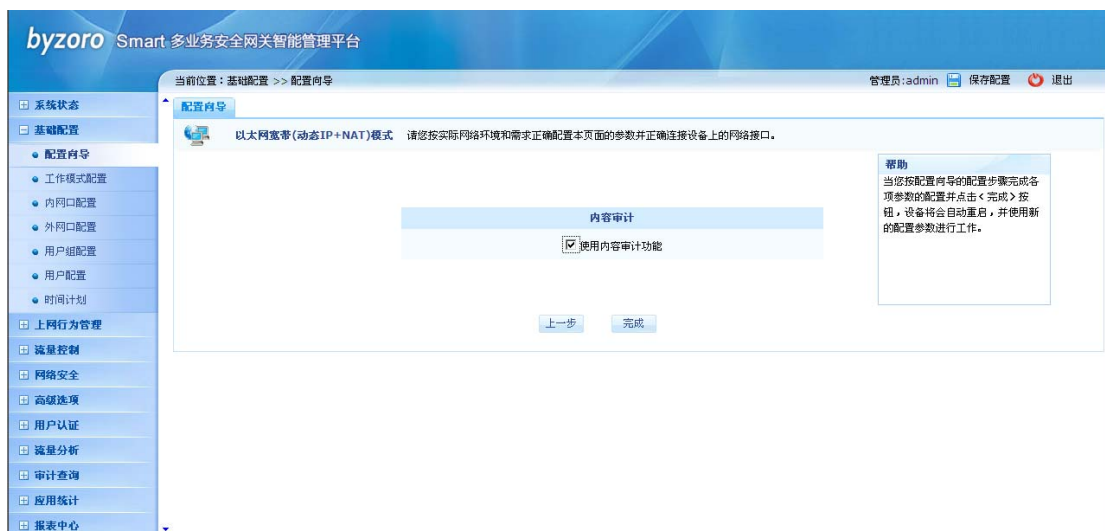 byzoro Smart 多业务安全网关智能管理平台
当前位置:基础配置 >> 配置向导
管理员:admin 保存配置 退出
系统状态
基础配置
配置向导
工作模式配置
内网口配置
外网口配置
用户组配置
用户配置
时间计划
上网行为管理
流量控制
网络安全
高级选项
用户认证
流量分析
审计查询
应用统计
报表中心
配置向导
以太网宽带(动态IP+NAT)模式 请您按实际网络环境和需求正确配置本页面的参数并正确连接设备上的网络接口。
内容审计
使用内容审计功能
上一步 完成
帮助
当您按配置向导的配置步骤完成各
项参数的配置并点击<完成>按
钮,设备将会自动重启,并使用新
的配置参数进行工作。